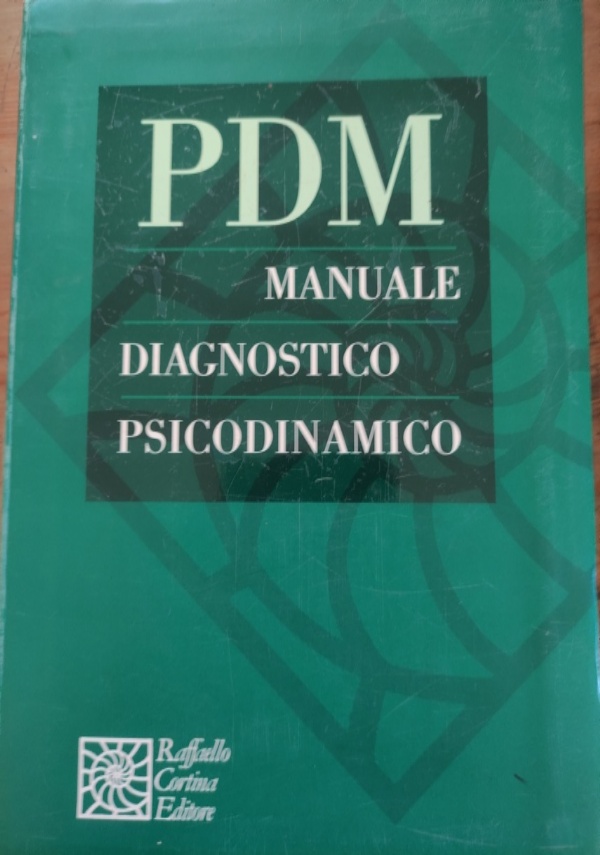 PDM
MANUALE
DIAGNOSTICO
PSICODINAMICO
Raffaello
Cortina
Editore